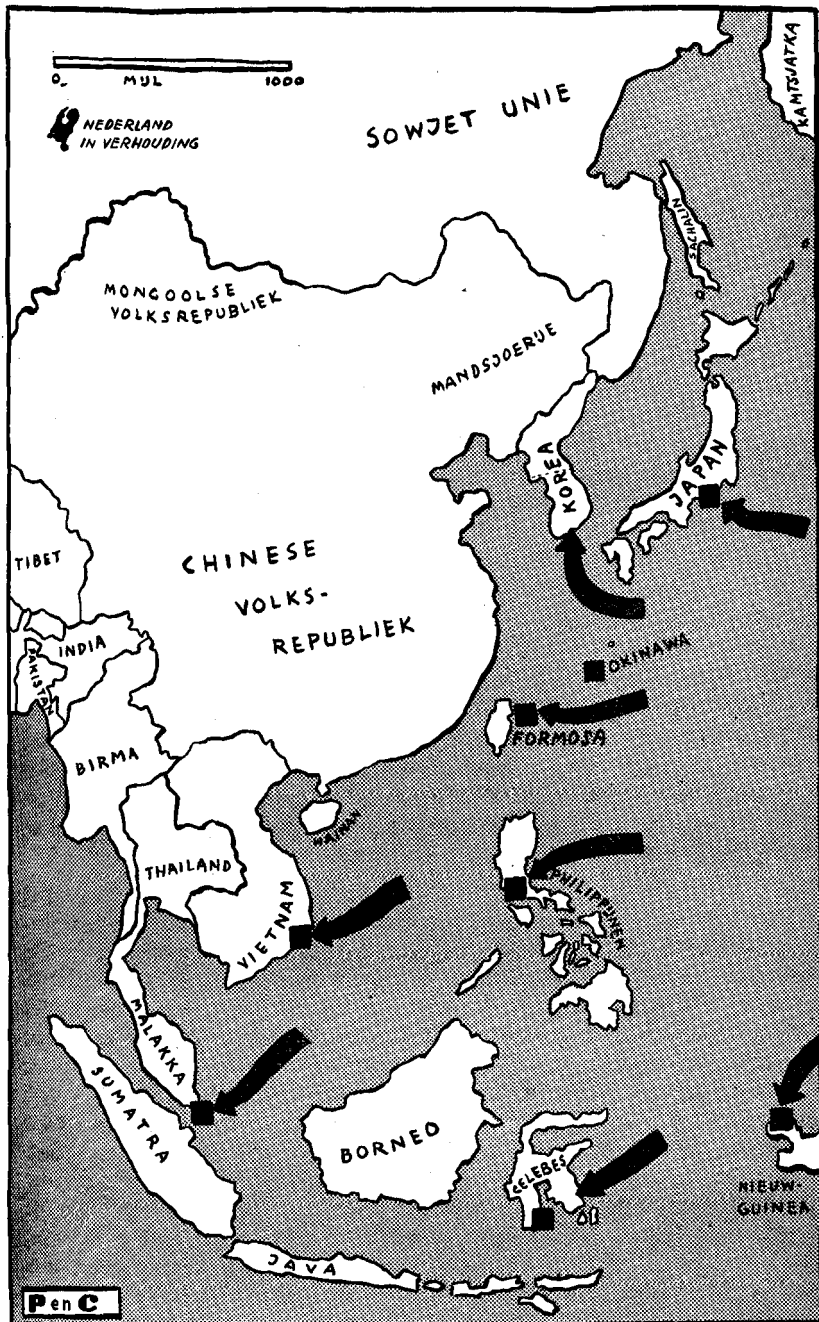 0 MIJL 1000
NEDERLAND
IN VERHOUDING
SOWJET UNIE
KAMTSJATKA
SACHALIN
MONGOOLSE
VOLKSREPUBLIEK
MANDSJOERIJE
KOREA
JAPAN
TIBET
CHINESE
VOLKS-
REPUBLIEK
INDIA
PAKISTAN
OKINAWA
FORMOSA
BIRMA
HAINAN
THAILAND
VIETNAM
PHILIPPIJNEN
MALAKKA
SUMATRA
BORNEO
CELEBES
NIEUW-
GUINEA
JAVA
P en C